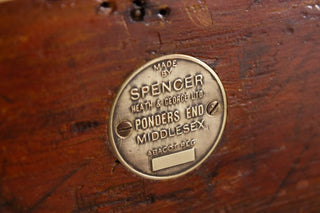 MADE
BY
SPENCER
HEATH & GEORGE LTD
PONDERS END
MIDDLESEX